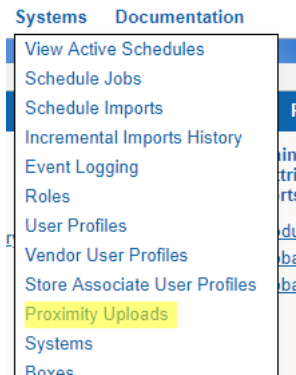 Systems Documentation
View Active Schedules
Schedule Jobs
Schedule Imports
Incremental Imports History
Event Logging
Roles
User Profiles
Vendor User Profiles
Store Associate User Profiles
Proximity Uploads
Systems
Boxes